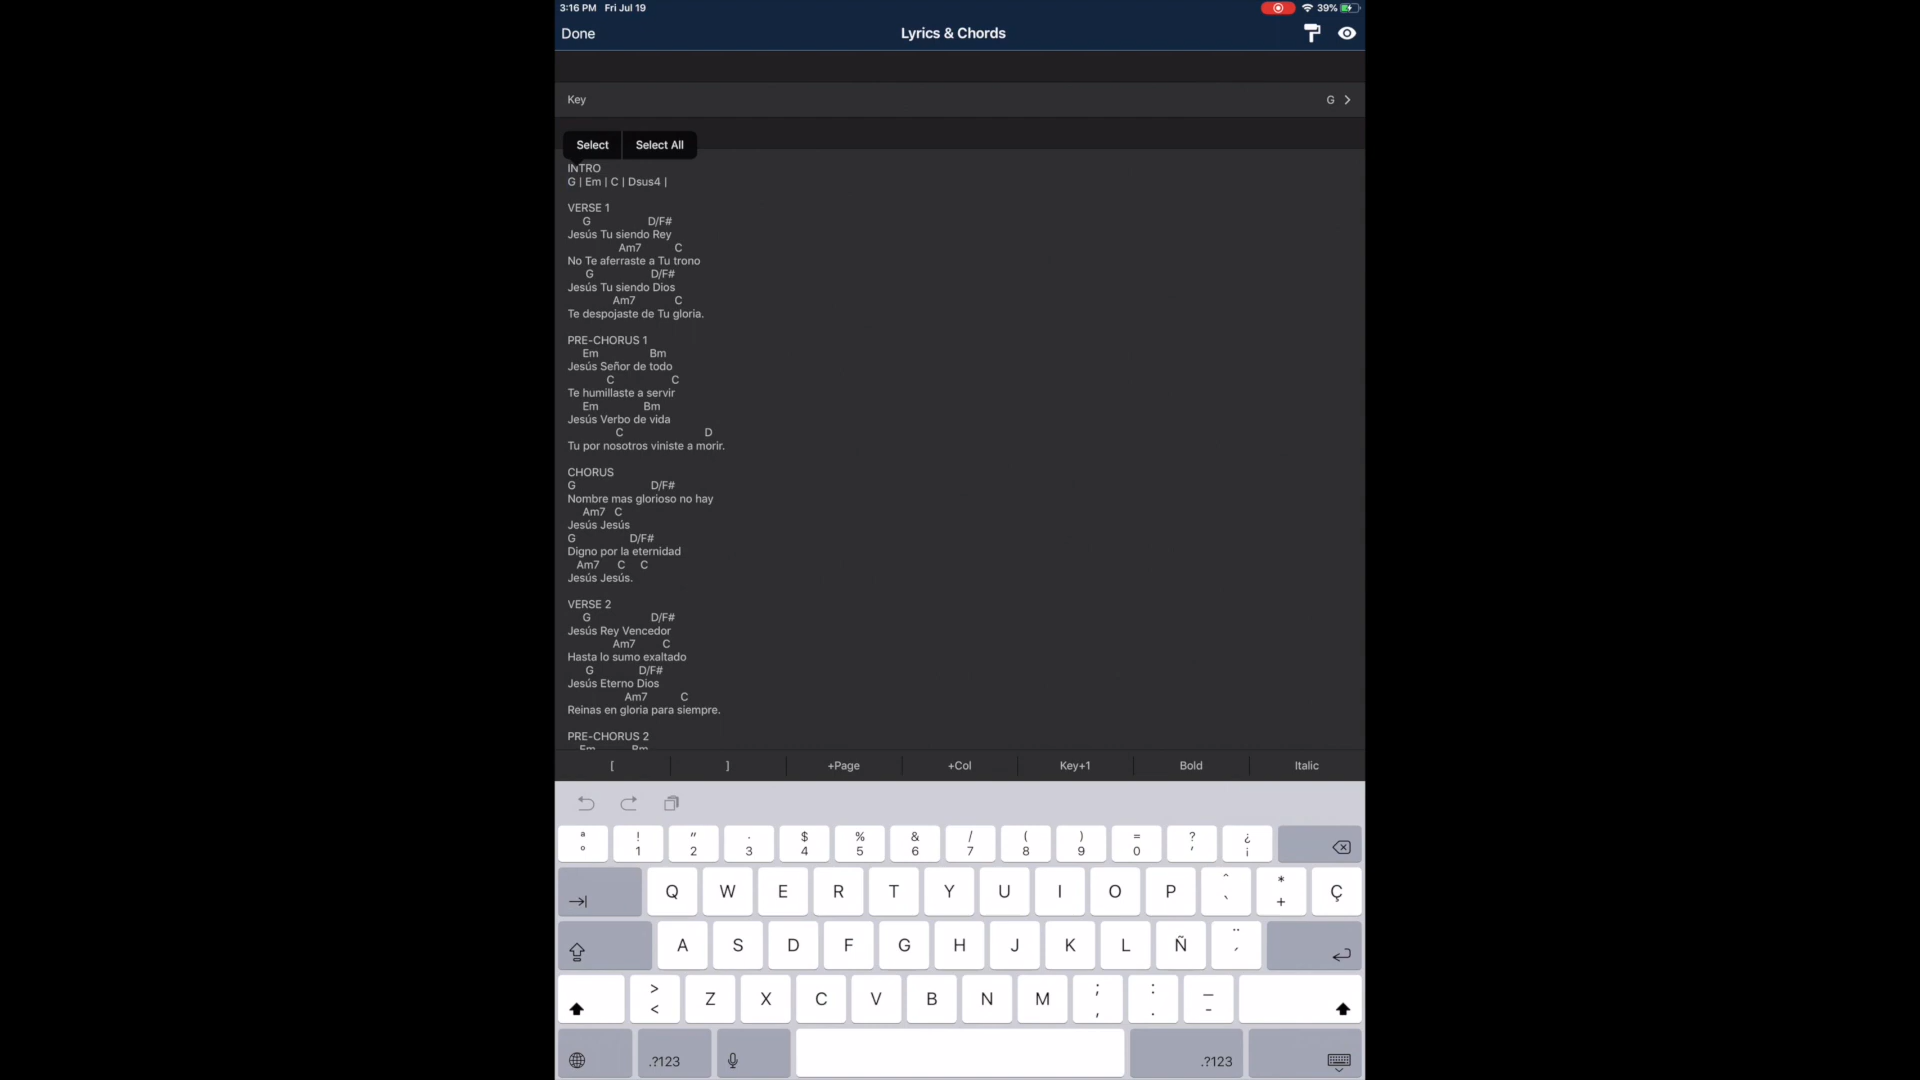 3:16 PM Fri Jul 19 39%
Done Lyrics & Chords
Key G
Select Select All
INTRO
G | Em | C | Dsus4 |
VERSE 1
G D/F#
Jesús Tu siendo Rey
Am7 C
No Te aferraste a Tu trono
G D/F#
Jesús Tu siendo Dios
Am7 C
Te despojaste de Tu gloria.
PRE-CHORUS 1
Em Bm
Jesús Señor de todo
C C
Te humillaste a servir
Em Bm
Jesús Verbo de vida
C D
Tu por nosotros viniste a morir.
CHORUS
G D/F#
Nombre mas glorioso no hay
Am7 C
Jesús Jesús
G D/F#
Digno por la eternidad
Am7 C C
Jesús Jesús.
VERSE 2
G D/F#
Jesús Rey Vencedor
Am7 C
Hasta lo sumo exaltado
G D/F#
Jesús Eterno Dios
Am7 C
Reinas en gloria para siempre.
PRE-CHORUS 2
Em Bm
[ ] +Page +Col Key+1 Bold Italic
ª ! " · $ % & / ( ) = ? ¿
º 1 2 3 4 5 6 7 8 9 0 ' ¡
Q W E R T Y U I O P ^ ` * + Ç
A S D F G H J K L Ñ ¨ ´
> < Z X C V B N M ; , : . _ -
.?123 .?123